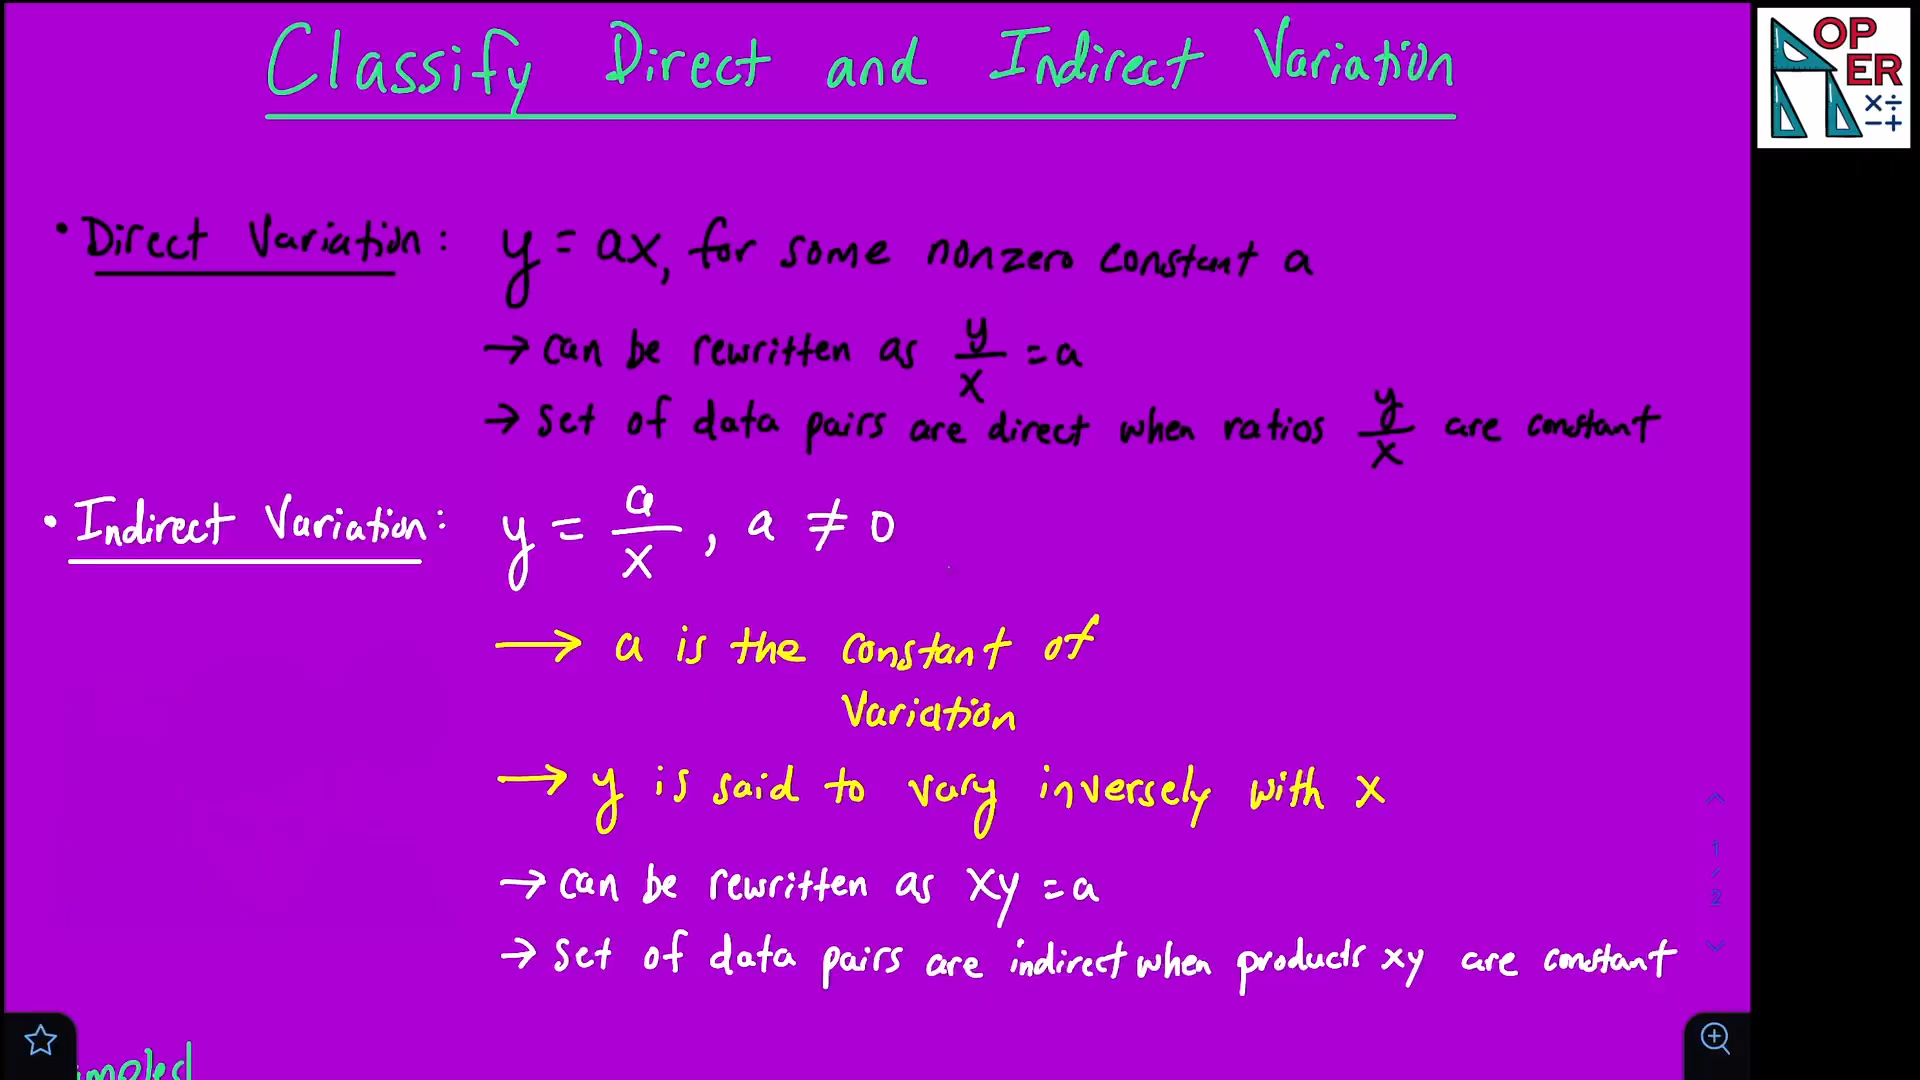 Classify Direct and Indirect Variation
OP
ER
×÷
−+
• Direct Variation: y = ax, for some nonzero constant a
→ can be rewritten as y/x = a
→ set of data pairs are direct when ratios y/x are constant
• Indirect Variation: y = a/x, a ≠ 0
→ a is the constant of
Variation
→ y is said to vary inversely with x
→ can be rewritten as xy = a
→ set of data pairs are indirect when products xy are constant
1
/
2